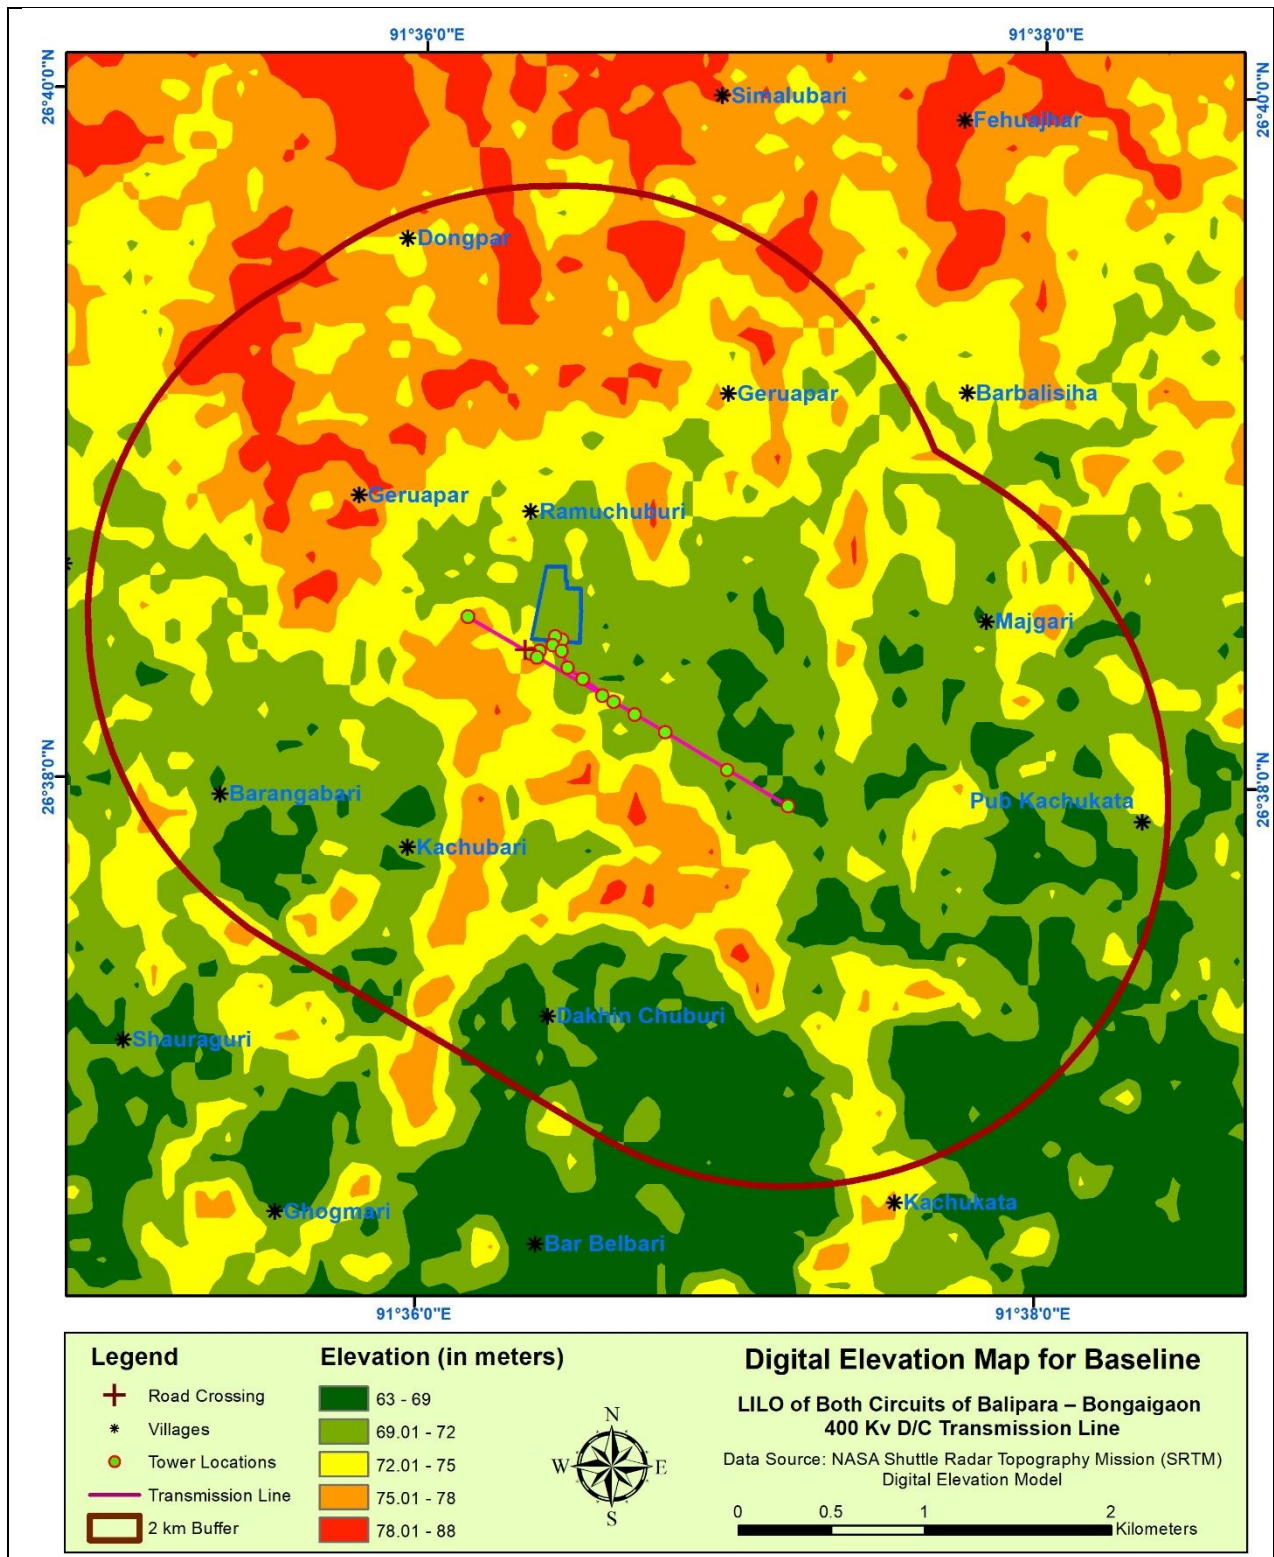 91°36'0"E
91°38'0"E
26°40'0"N
26°40'0"N
Simalubari
Fehuajhar
Dongpar
Geruapar
Barbalisiha
Geruapar
Ramuchuburi
Majgari
26°38'0"N
26°38'0"N
Barangabari
Pub Kachukata
Kachubari
Dakhin Chuburi
Shauraguri
Kachukata
Ghogmari
Bar Belbari
91°36'0"E
91°38'0"E
Legend
Road Crossing
Villages
Tower Locations
Transmission Line
2 km Buffer
Elevation (in meters)
63 - 69
69.01 - 72
72.01 - 75
75.01 - 78
78.01 - 88
N
W
E
S
Digital Elevation Map for Baseline
LILO of Both Circuits of Balipara – Bongaigaon
400 Kv D/C Transmission Line
Data Source: NASA Shuttle Radar Topography Mission (SRTM)
Digital Elevation Model
0 0.5 1 2
Kilometers